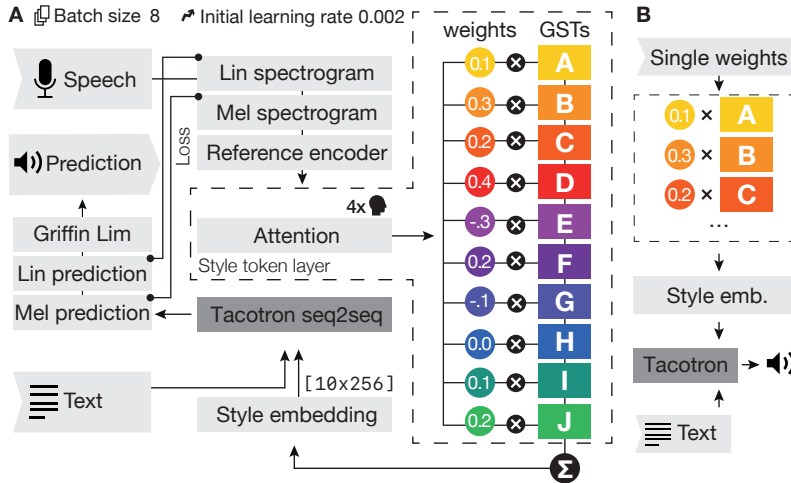 A Batch size 8 Initial learning rate 0.002
Speech
Prediction
Griffin Lim
Lin prediction
Mel prediction
Text
Lin spectrogram
Mel spectrogram
Reference encoder
Loss
4x
Attention
Style token layer
Tacotron seq2seq
[10x256]
Style embedding
weights GSTs
0.1 × A
0.3 × B
0.2 × C
0.4 × D
-.3 × E
0.2 × F
-.1 × G
0.0 × H
0.1 × I
0.2 × J
Σ
B
Single weights
0.1 × A
0.3 × B
0.2 × C
...
Style emb.
Tacotron
Text